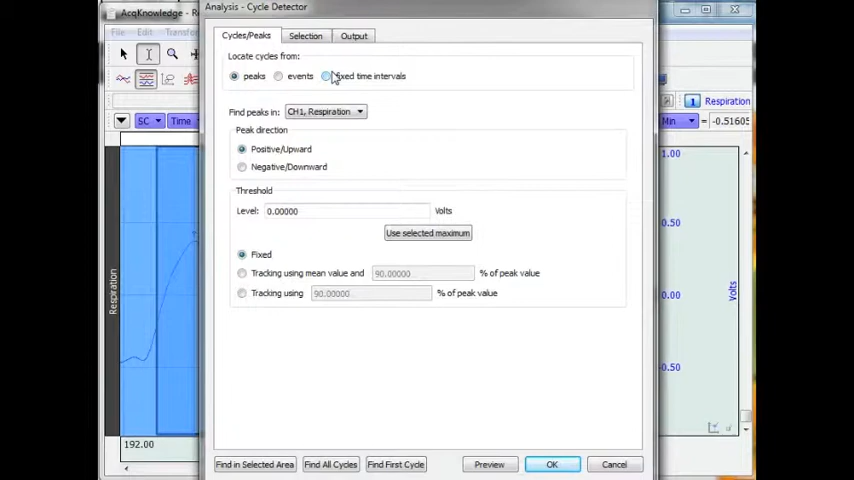 AcqKnowledge - R
Analysis - Cycle Detector
File Edit Transfor
Cycles/Peaks Selection Output
Locate cycles from:
peaks events fixed time intervals
SC Time
Find peaks in: CH1, Respiration
1 Respiration
Min = -0.51605
Peak direction
Positive/Upward
Negative/Downward
Threshold
Level: 0.00000 Volts
Use selected maximum
Fixed
Tracking using mean value and 90.00000 % of peak value
Tracking using 90.00000 % of peak value
Respiration
1.00
0.50
0.00
-0.50
Volts
192.00
Find in Selected Area Find All Cycles Find First Cycle Preview OK Cancel